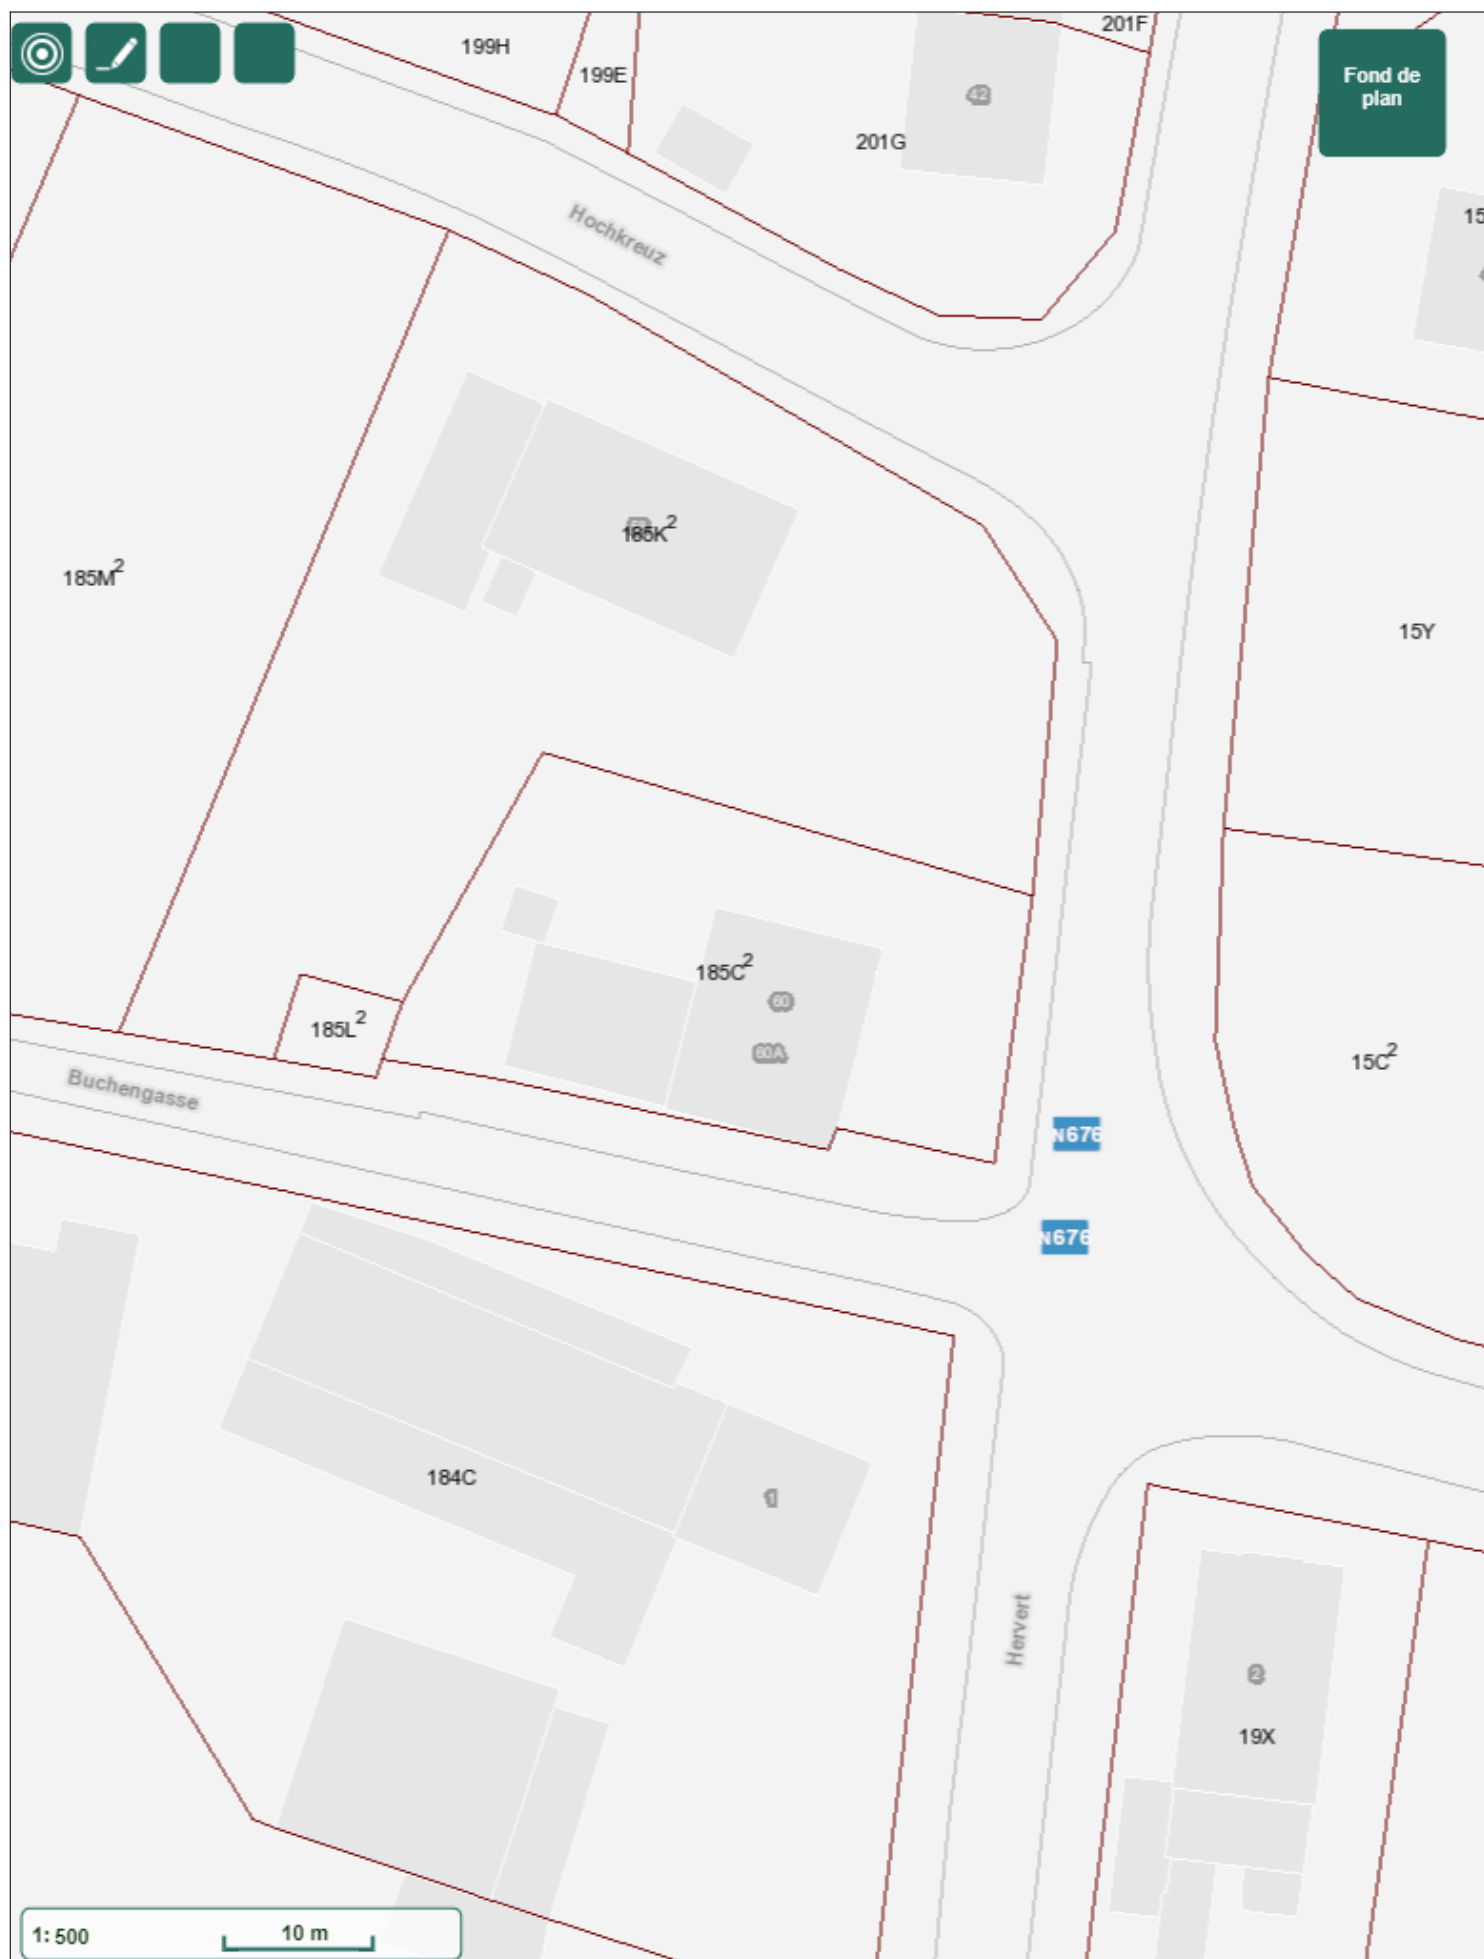 199H
199E
201F
Fond de
plan
42
201G
15
Hochkreuz
185K²
185M²
15Y
185C²
60
185L²
60A
15C²
Buchengasse
N676
N676
184C
1
Hervert
2
19X
1: 500
10 m